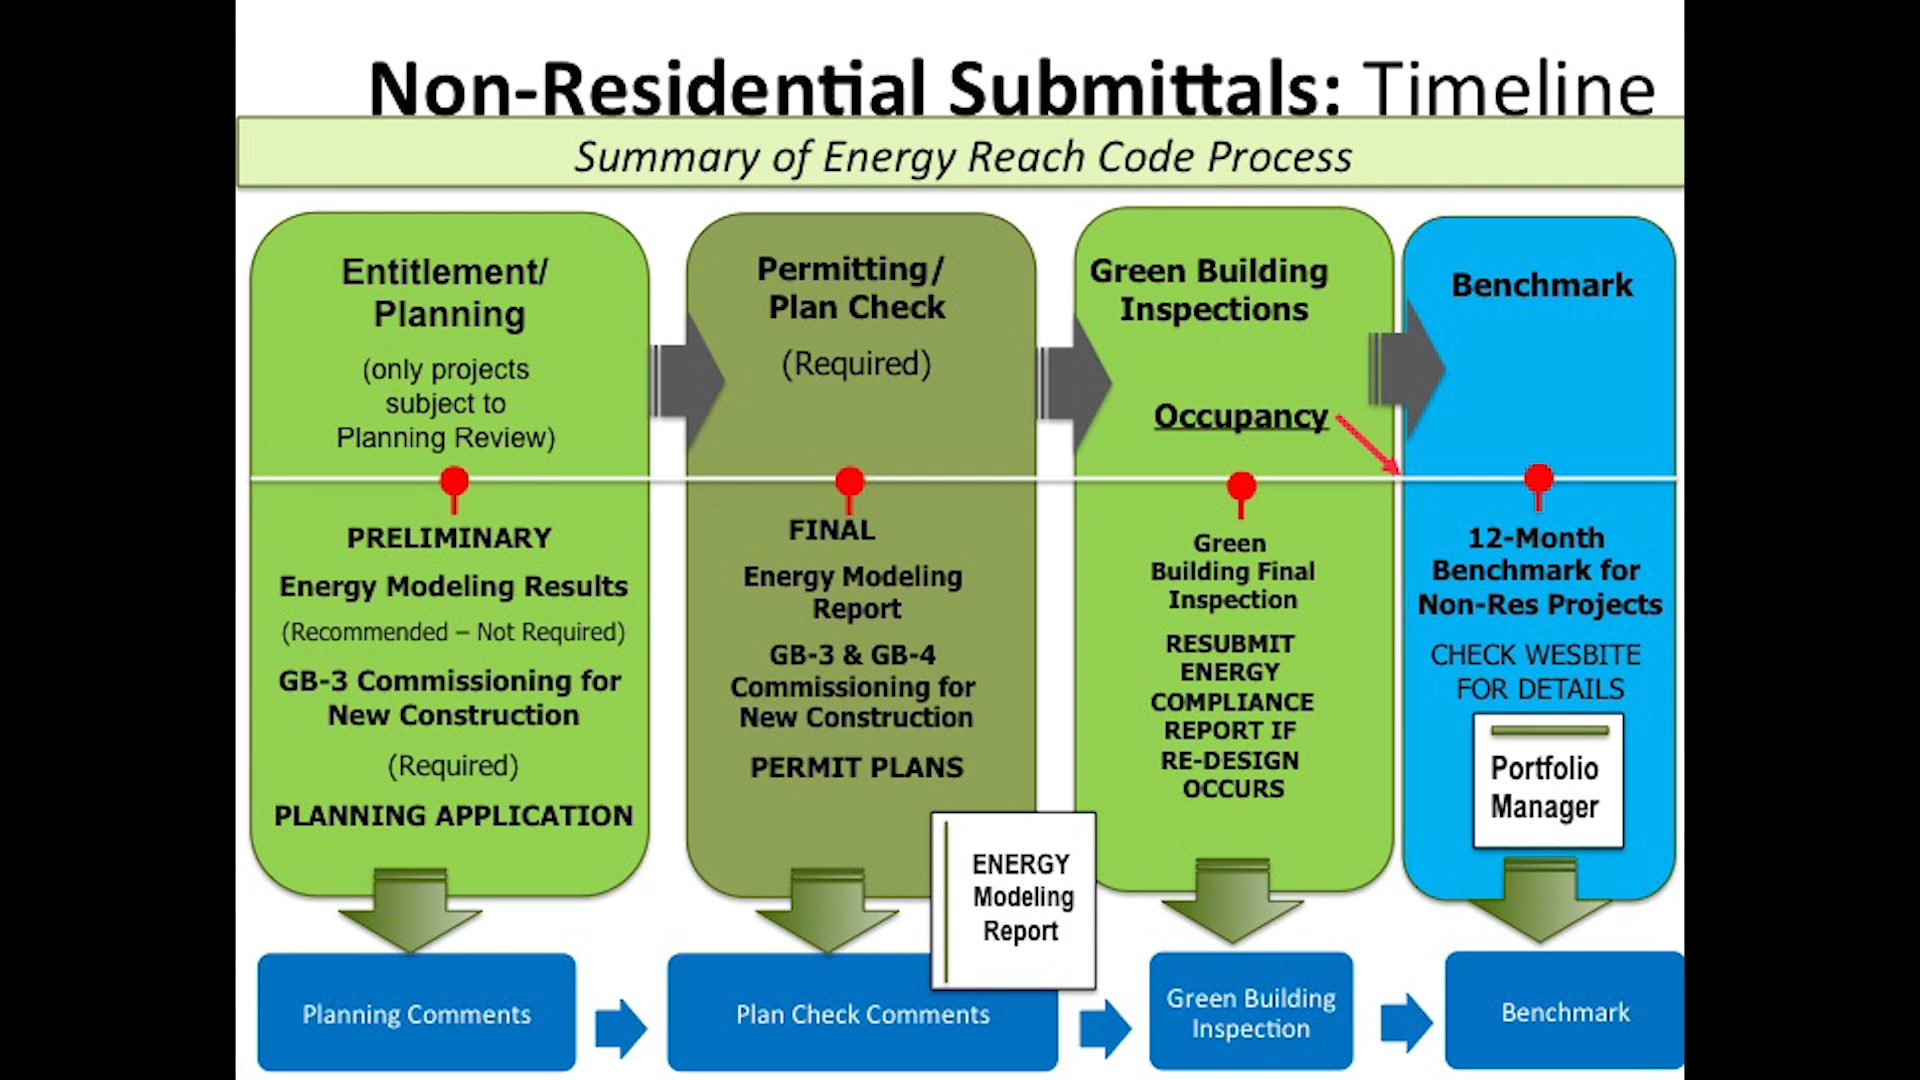 Non-Residential Submittals: Timeline
Summary of Energy Reach Code Process
Entitlement/
Planning
(only projects
subject to
Planning Review)
PRELIMINARY
Energy Modeling Results
(Recommended – Not Required)
GB-3 Commissioning for
New Construction
(Required)
PLANNING APPLICATION
Planning Comments
Permitting/
Plan Check
(Required)
FINAL
Energy Modeling
Report
GB-3 & GB-4
Commissioning for
New Construction
PERMIT PLANS
ENERGY
Modeling
Report
Plan Check Comments
Green Building
Inspections
Occupancy
Green
Building Final
Inspection
RESUBMIT
ENERGY
COMPLIANCE
REPORT IF
RE-DESIGN
OCCURS
Green Building
Inspection
Benchmark
12-Month
Benchmark for
Non-Res Projects
CHECK WESBITE
FOR DETAILS
Portfolio
Manager
Benchmark